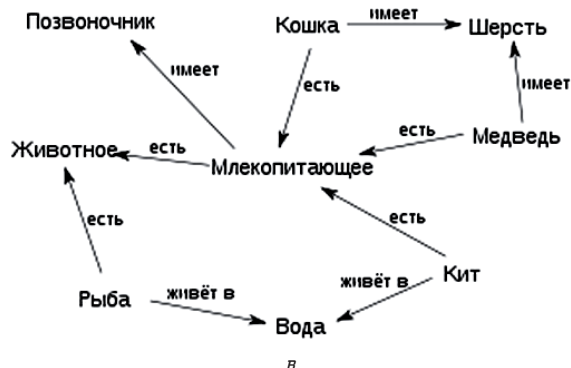 Позвоночник
Кошка
имеет
Шерсть
имеет
есть
имеет
Животное
есть
Млекопитающее
есть
Медведь
есть
есть
Рыба
живёт в
Вода
живёт в
Кит
в